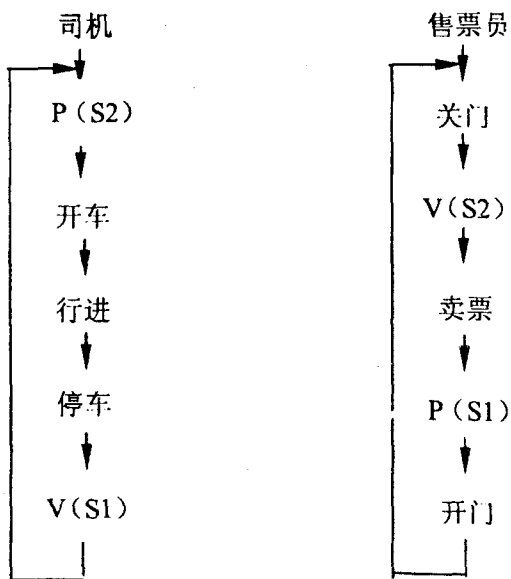 司机
P(S2)
开车
行进
停车
V(S1)
售票员
关门
V(S2)
卖票
P(S1)
开门